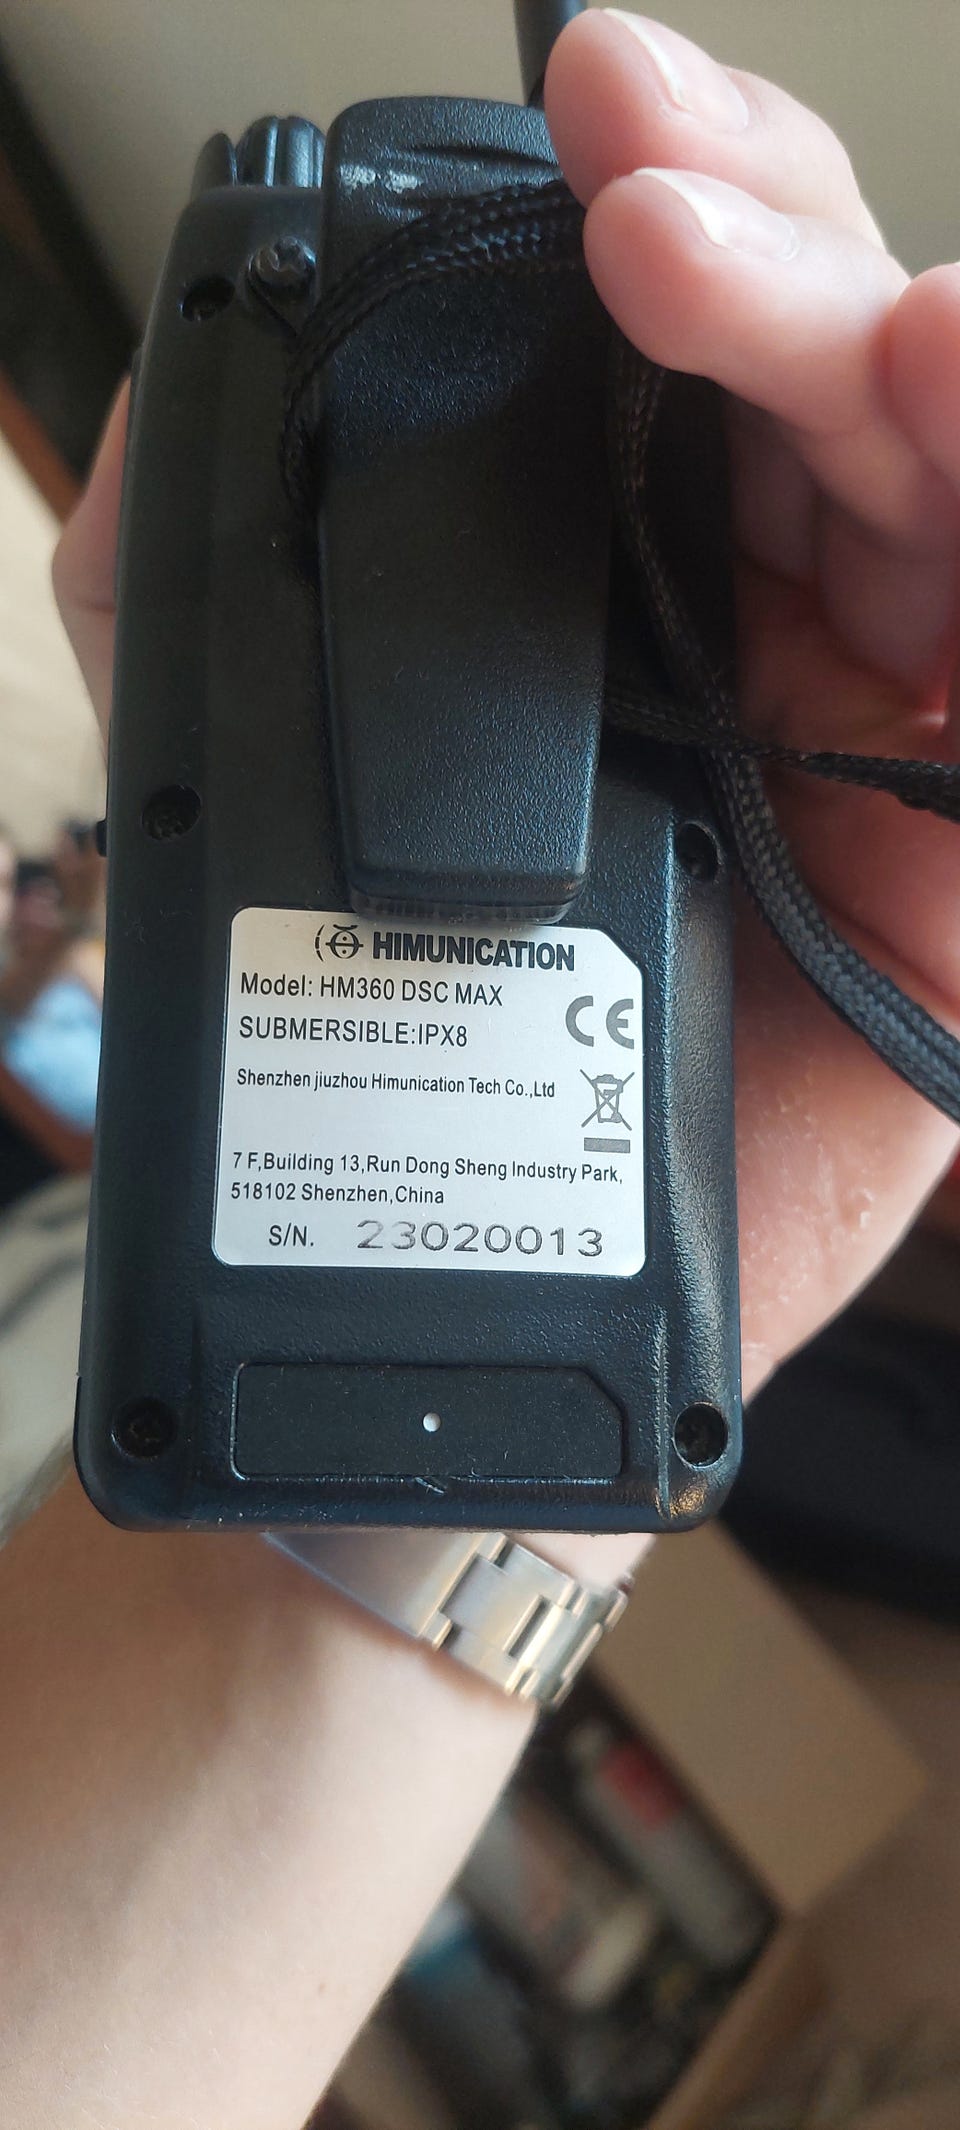 HIMUNICATION
Model: HM360 DSC MAX
CE
SUBMERSIBLE:IPX8
Shenzhen jiuzhou Himunication Tech Co.,Ltd
7 F,Building 13,Run Dong Sheng Industry Park,
518102 Shenzhen,China
S/N. 23020013